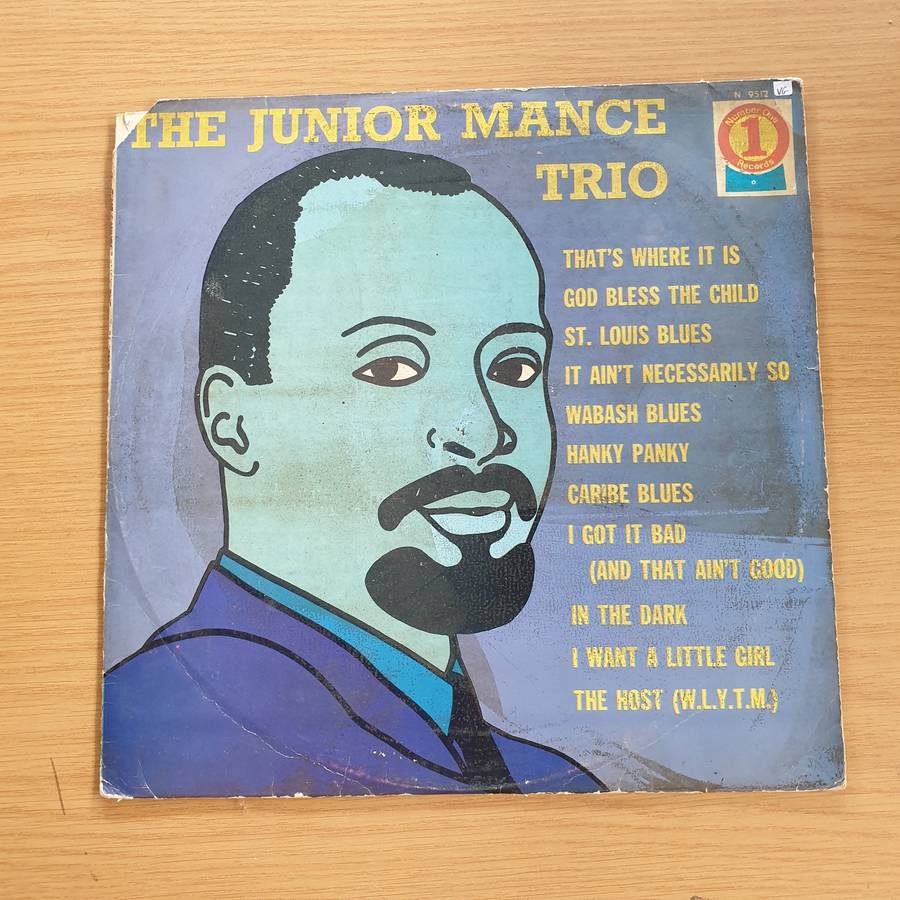 THE JUNIOR MANCE
TRIO
N 9512
VG-
Number One
1
Records
THAT'S WHERE IT IS
GOD BLESS THE CHILD
ST. LOUIS BLUES
IT AIN'T NECESSARILY SO
WABASH BLUES
HANKY PANKY
CARIBE BLUES
I GOT IT BAD
(AND THAT AIN'T GOOD)
IN THE DARK
I WANT A LITTLE GIRL
THE HOST (W.L.Y.T.M.)